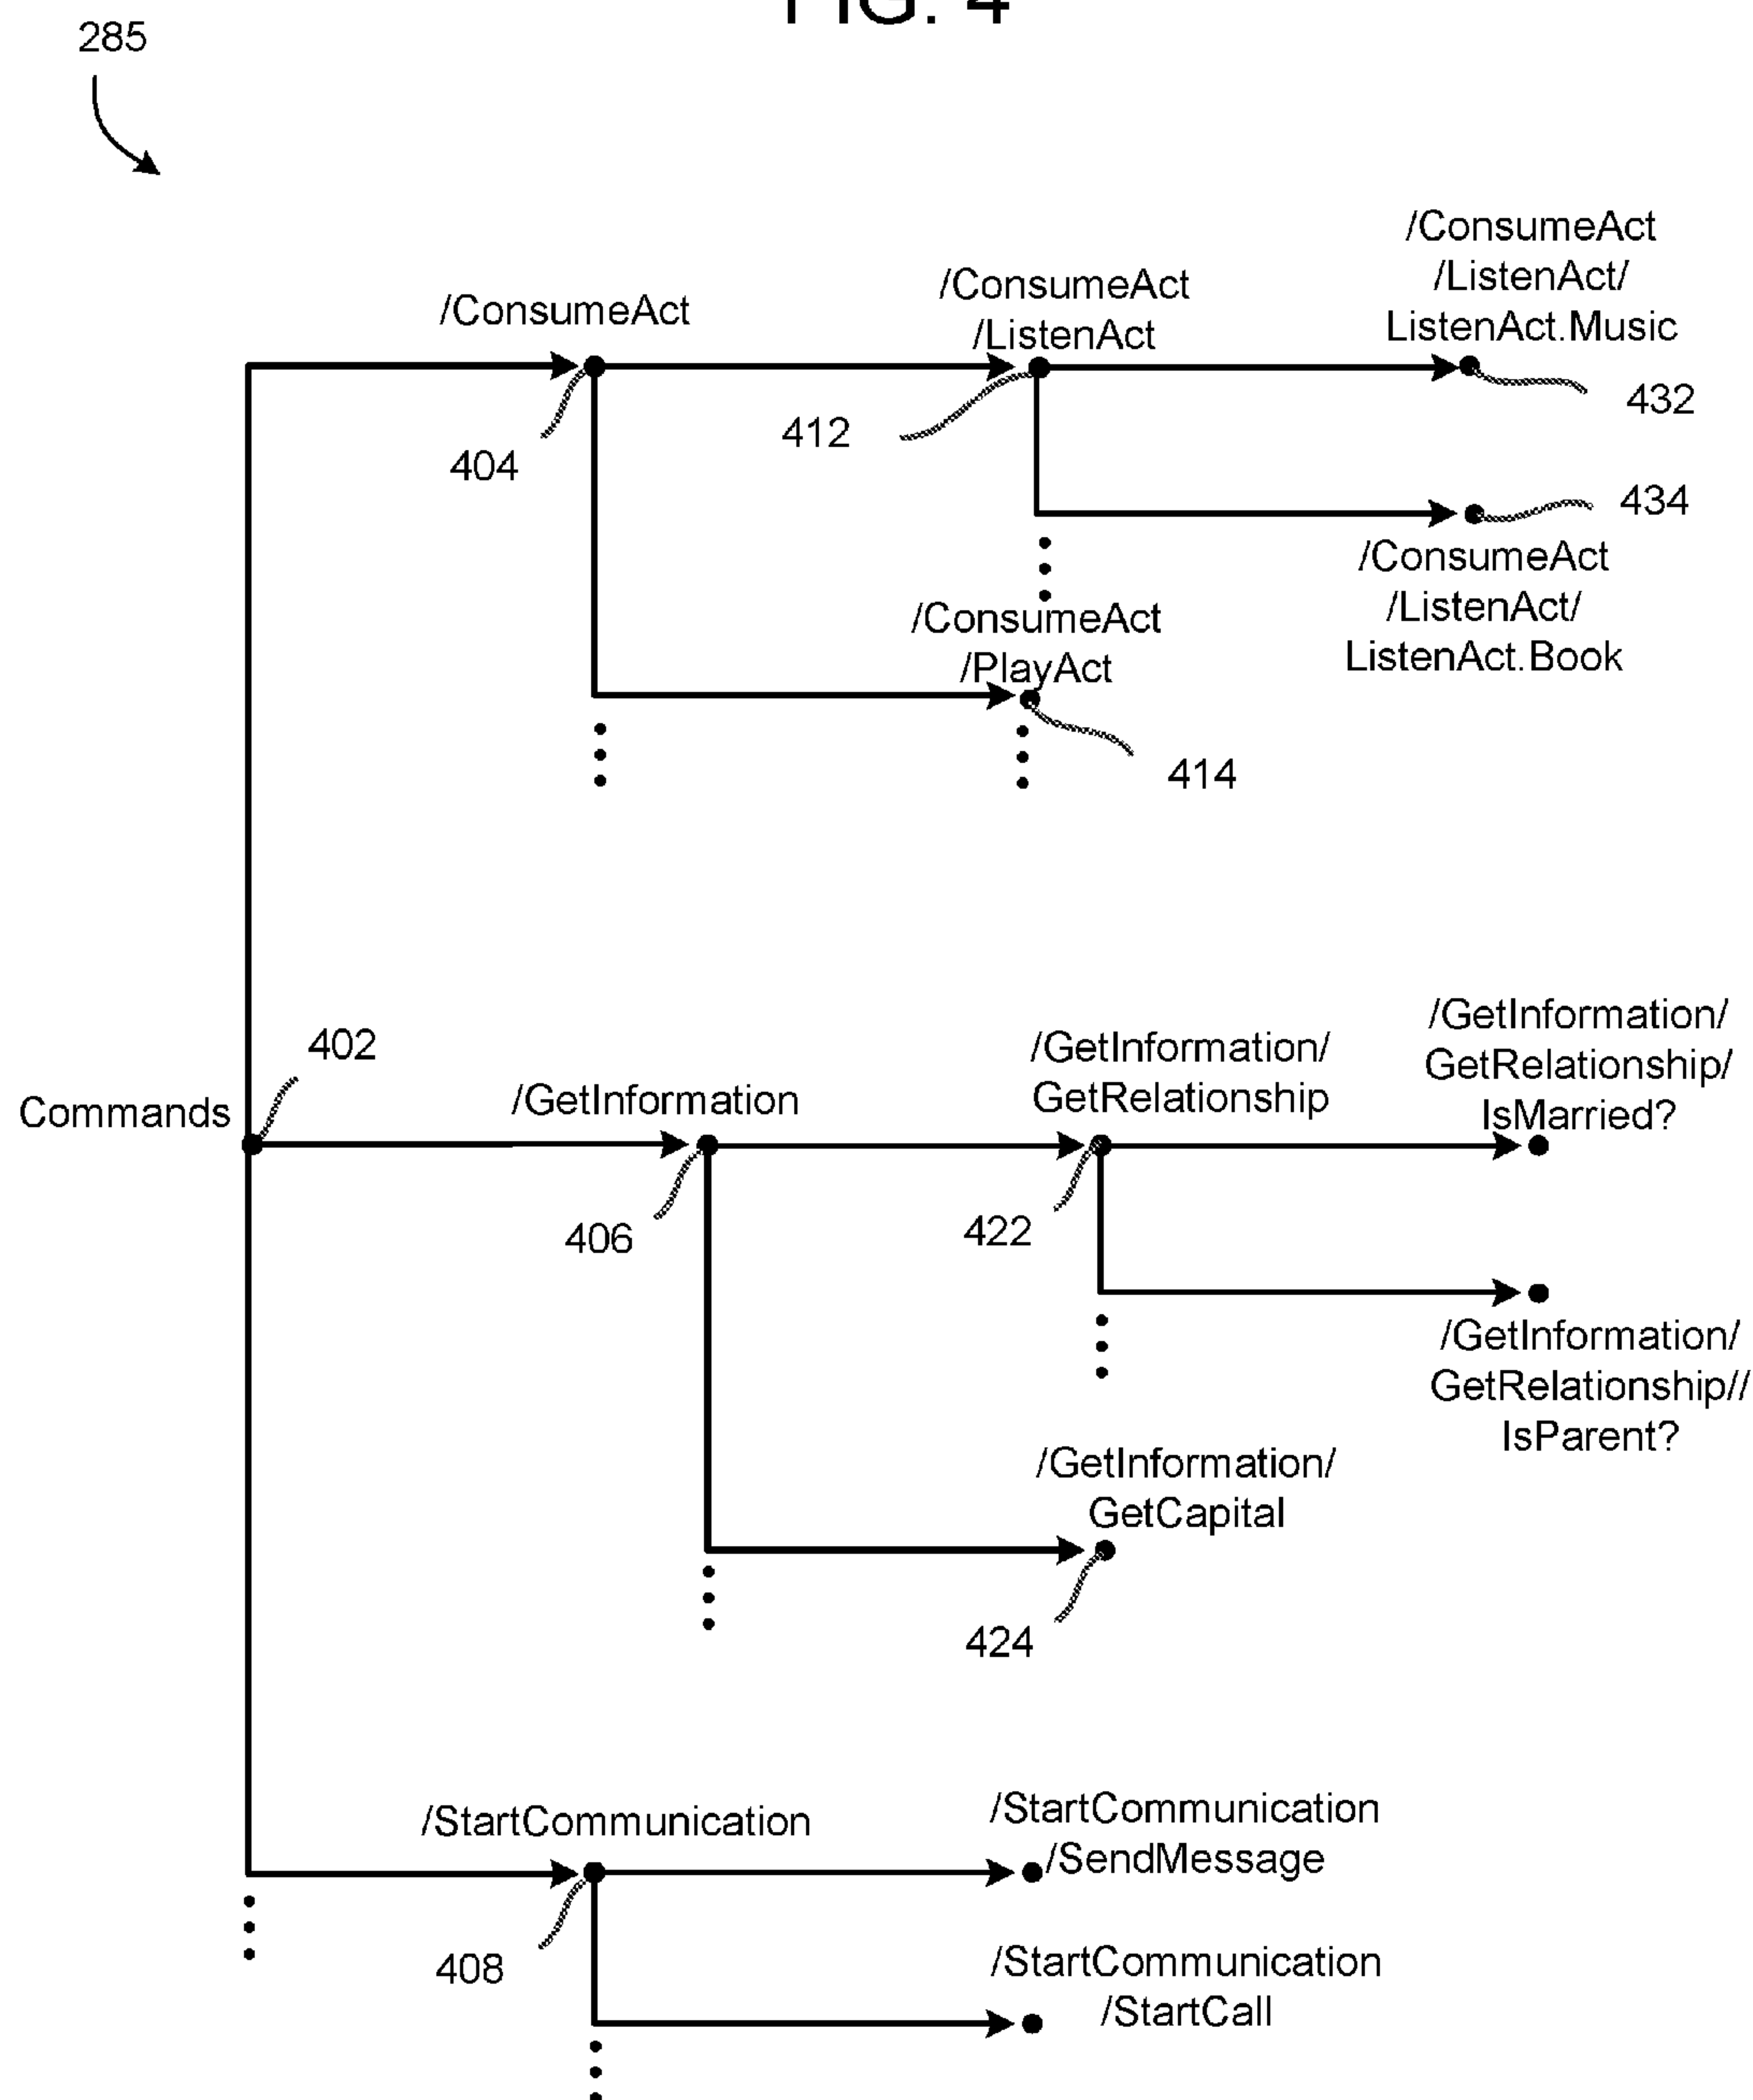 FIG. 4
285
/ConsumeAct
/ConsumeAct
/ListenAct
/ConsumeAct
/ListenAct/
ListenAct.Music
404
412
432
434
/ConsumeAct
/ListenAct/
ListenAct.Book
/ConsumeAct
/PlayAct
414
Commands
402
/GetInformation
406
/GetInformation/
GetRelationship
422
/GetInformation/
GetRelationship/
IsMarried?
/GetInformation/
GetRelationship//
IsParent?
/GetInformation/
GetCapital
424
/StartCommunication
408
/StartCommunication
/SendMessage
/StartCommunication
/StartCall